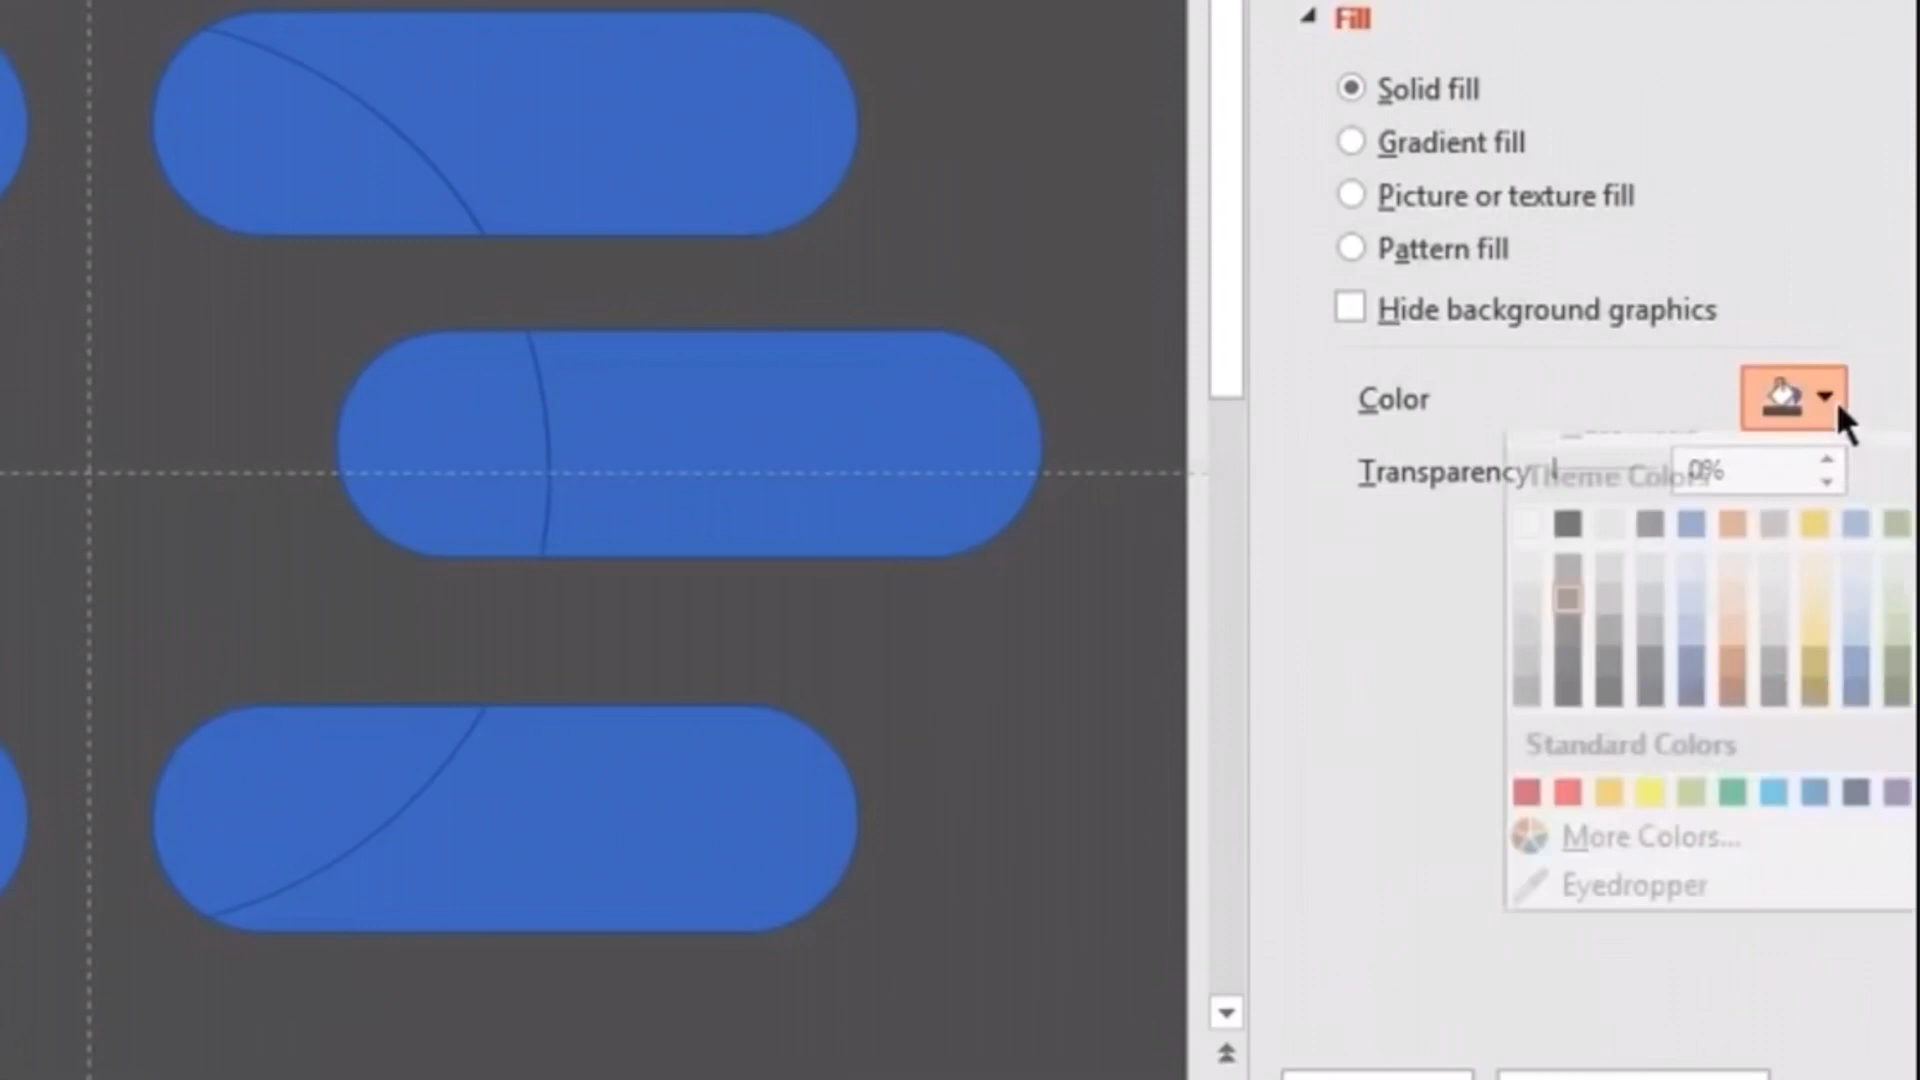 Fill
Solid fill
Gradient fill
Picture or texture fill
Pattern fill
Hide background graphics
Color
Transparency
0%
Theme Colors
Standard Colors
More Colors...
Eyedropper